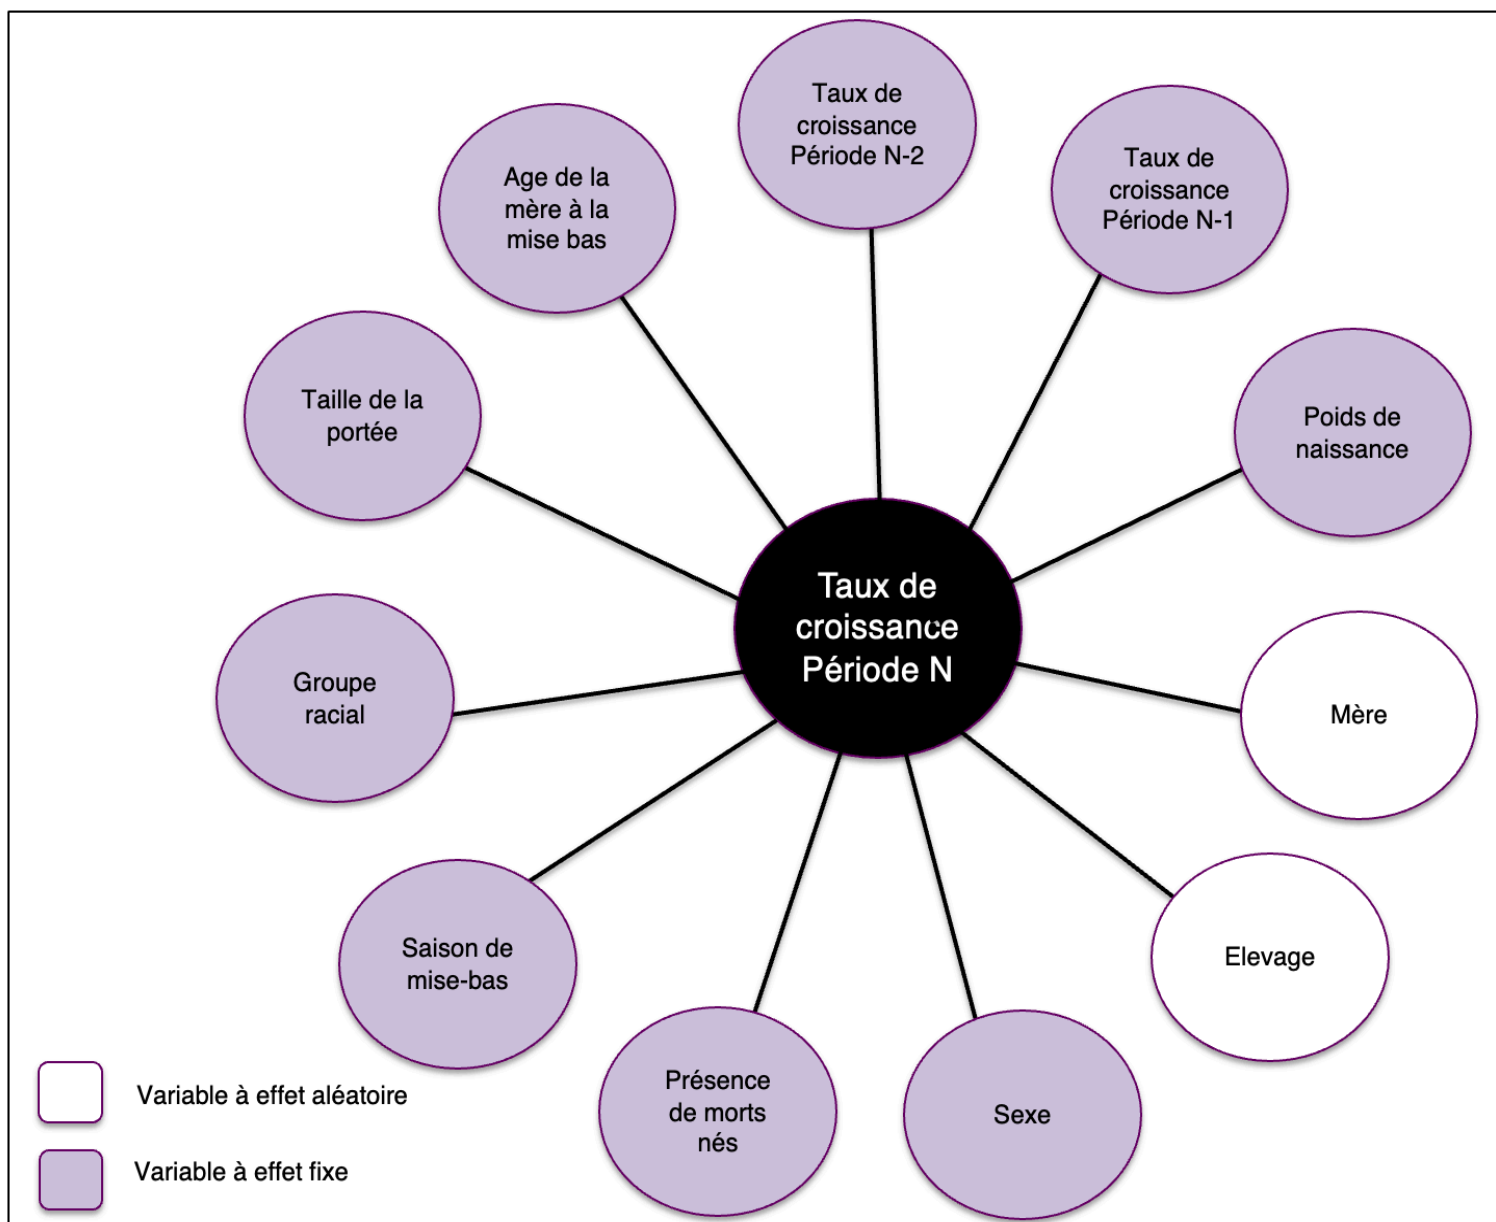 Taux de
croissance
Période N-2
Taux de
croissance
Période N-1
Age de la
mère à la
mise bas
Taille de la
portée
Poids de
naissance
Taux de
croissance
Période N
Groupe
racial
Mère
Saison de
mise-bas
Elevage
Présence
de morts
nés
Sexe
Variable à effet aléatoire
Variable à effet fixe